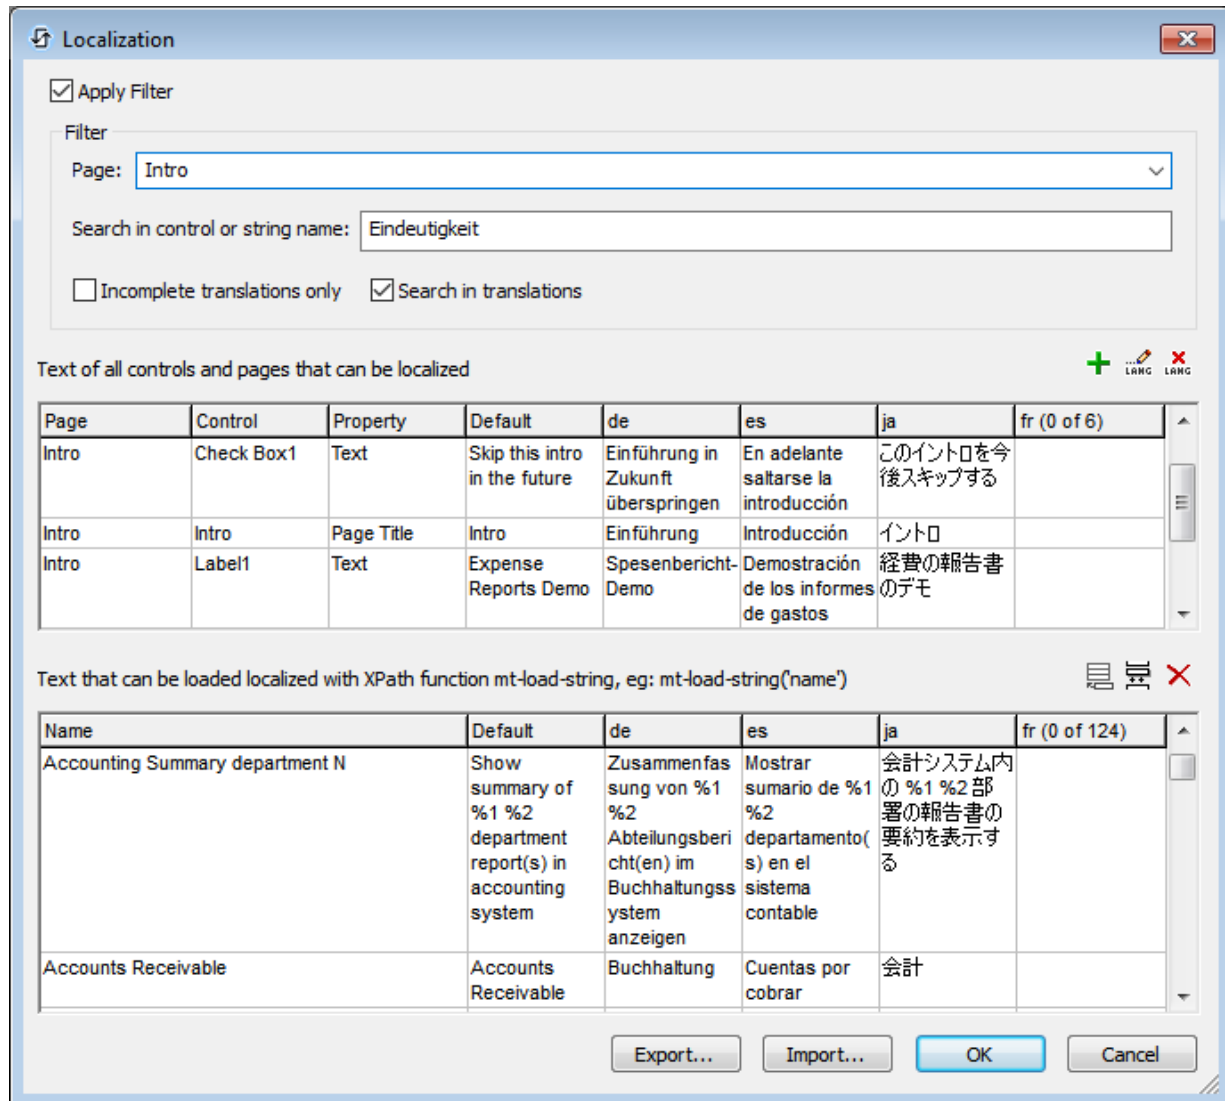 Localization
Apply Filter
Filter
Page: Intro
Search in control or string name: Eindeutigkeit
Incomplete translations only Search in translations
Text of all controls and pages that can be localized
LANG LANG
Page Control Property Default de es ja fr (0 of 6)
Intro Check Box1 Text Skip this intro Einführung in En adelante このイントロを今
in the future Zukunft saltarse la 後スキップする
überspringen introducción
Intro Intro Page Title Intro Einführung Introducción イントロ
Intro Label1 Text Expense Spesenbericht- Demostración 経費の報告書
Reports Demo Demo de los informes のデモ
de gastos
Text that can be loaded localized with XPath function mt-load-string, eg: mt-load-string('name')
Name Default de es ja fr (0 of 124)
Accounting Summary department N Show Zusammenfas Mostrar 会計システム内
summary of sung von %1 sumario de %1 の %1 %2 部
%1 %2 %2 %2 署の報告書の
department Abteilungsberi departamento( 要約を表示す
report(s) in cht(en) im s) en el る
accounting Buchhaltungss sistema
system ystem contable
anzeigen
Accounts Receivable Accounts Buchhaltung Cuentas por 会計
Receivable cobrar
Export... Import... OK Cancel